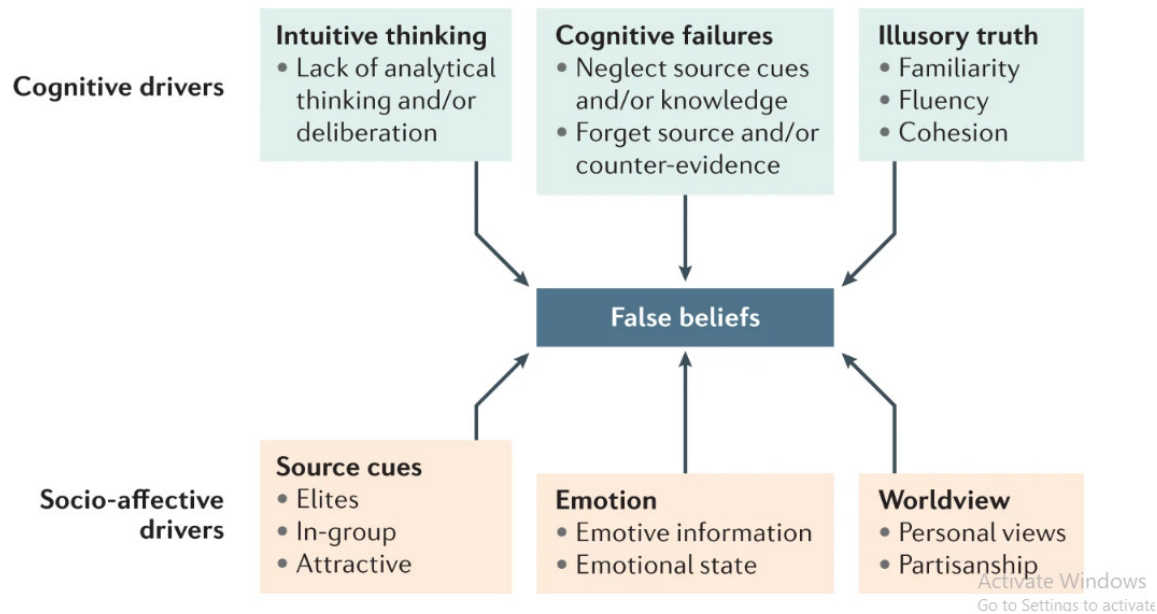 Cognitive drivers
Intuitive thinking
• Lack of analytical
thinking and/or
deliberation
Cognitive failures
• Neglect source cues
and/or knowledge
• Forget source and/or
counter-evidence
Illusory truth
• Familiarity
• Fluency
• Cohesion
False beliefs
Socio-affective
drivers
Source cues
• Elites
• In-group
• Attractive
Emotion
• Emotive information
• Emotional state
Worldview
• Personal views
• Partisanship
Activate Windows
Go to Settings to activate